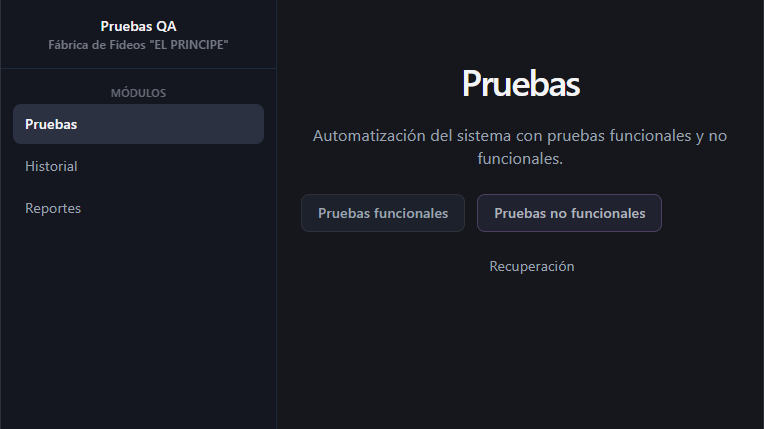 Pruebas QA
Fábrica de Fideos "EL PRINCIPE"
MÓDULOS
Pruebas
Historial
Reportes
Pruebas
Automatización del sistema con pruebas funcionales y no
funcionales.
Pruebas funcionales
Pruebas no funcionales
Recuperación